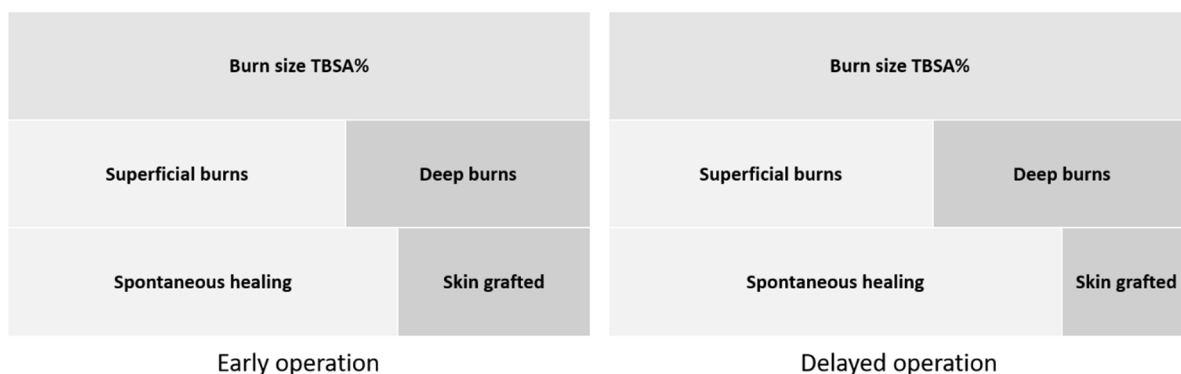 Burn size TBSA%
Superficial burns
Deep burns
Spontaneous healing
Skin grafted
Early operation
Burn size TBSA%
Superficial burns
Deep burns
Spontaneous healing
Skin grafted
Delayed operation